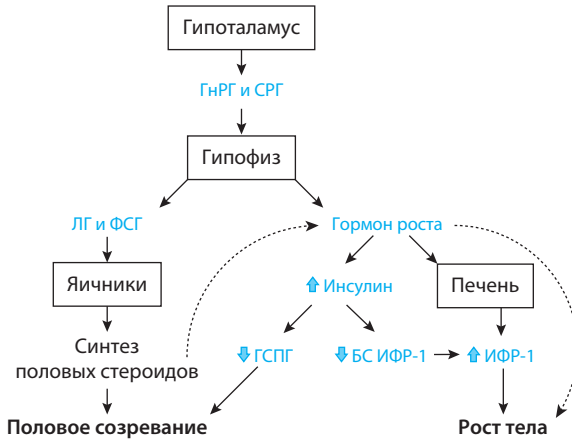 Гипоталамус
ГнРГ и СРГ
Гипофиз
ЛГ и ФСГ
Гормон роста
Яичники
Инсулин
Печень
Синтез
половых стероидов
ГСПГ
БС ИФР-1
ИФР-1
Половое созревание
Рост тела